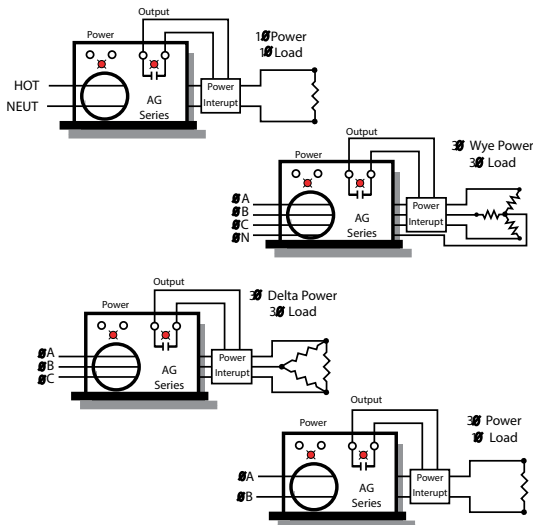 Output
Power
1Ø Power
1Ø Load
HOT
NEUT
AG
Series
Power
Interupt
Output
Power
3Ø Wye Power
3Ø Load
ØA
ØB
ØC
ØN
AG
Series
Power
Interupt
Output
Power
3Ø Delta Power
3Ø Load
ØA
ØB
ØC
AG
Series
Power
Interupt
Output
Power
3Ø Power
1Ø Load
ØA
ØB
AG
Series
Power
Interupt